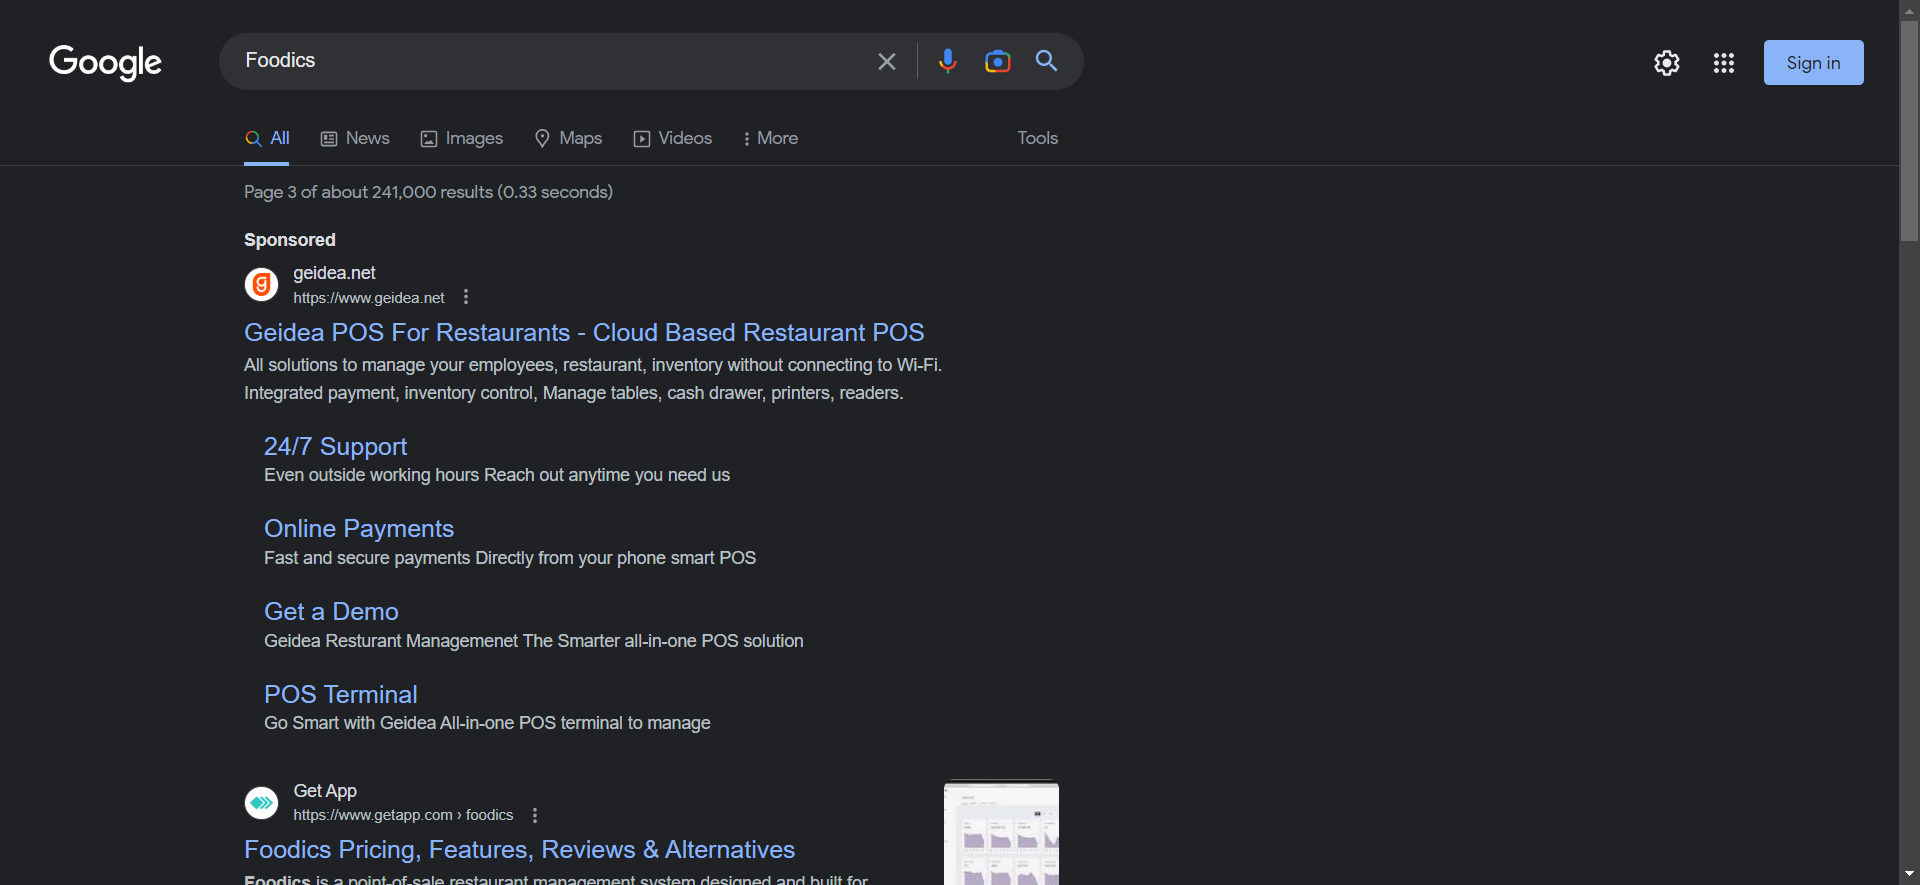 Google
Foodics
Sign in
All
News
Images
Maps
Videos
More
Tools
Page 3 of about 241,000 results (0.33 seconds)
Sponsored
geidea.net
https://www.geidea.net
Geidea POS For Restaurants - Cloud Based Restaurant POS
All solutions to manage your employees, restaurant, inventory without connecting to Wi-Fi.
Integrated payment, inventory control, Manage tables, cash drawer, printers, readers.
24/7 Support
Even outside working hours Reach out anytime you need us
Online Payments
Fast and secure payments Directly from your phone smart POS
Get a Demo
Geidea Resturant Managemenet The Smarter all-in-one POS solution
POS Terminal
Go Smart with Geidea All-in-one POS terminal to manage
Get App
https://www.getapp.com › foodics
Foodics Pricing, Features, Reviews & Alternatives
Foodics is a point-of-sale restaurant management system designed and built for